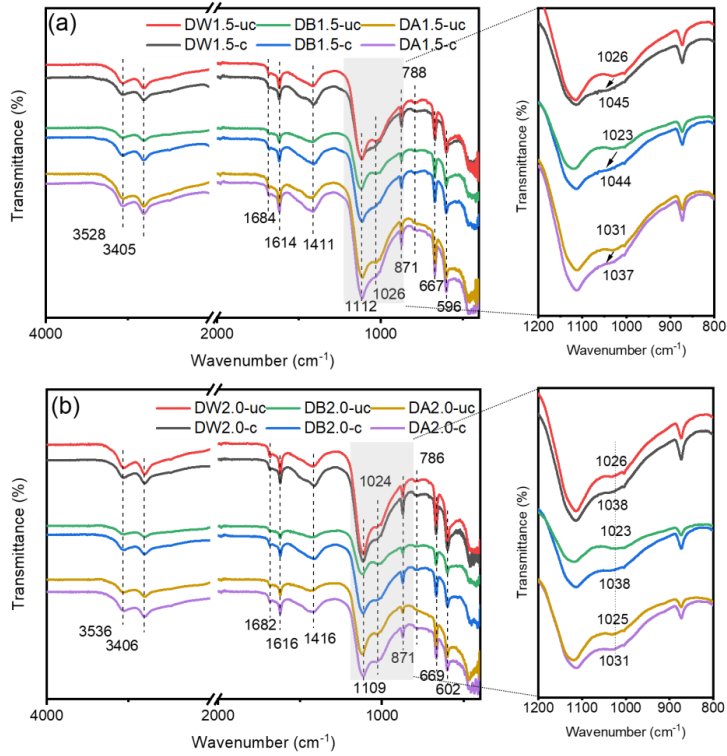 (a)
DW1.5-uc DB1.5-uc DA1.5-uc
DW1.5-c DB1.5-c DA1.5-c
788
3528
3405
1684
1614
1411
1112
1026
871
667
596
Transmittance (%)
4000 2000 1000
Wavenumber (cm-1)
1026
1045
1023
1044
1031
1037
Transmittance (%)
1200 1100 1000 900 800
Wavenumber (cm-1)
(b)
DW2.0-uc DB2.0-uc DA2.0-uc
DW2.0-c DB2.0-c DA2.0-c
1024
786
3536
3406
1682
1616
1416
1109
871
669
602
Transmittance (%)
4000 2000 1000
Wavenumber (cm-1)
1026
1038
1023
1038
1025
1031
Transmittance (%)
1200 1100 1000 900 800
Wavenumber (cm-1)